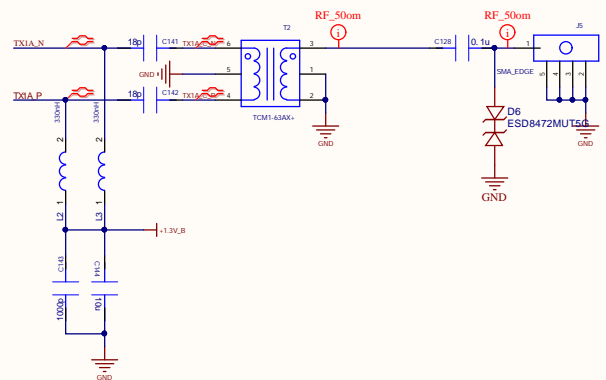 RF_50om
RF_50om
T2
J5
TX1A_N
18p
C141
TX1A_C_N
6
3
C128
0.1u
1
SMA_EDGE
GND
5
1
5
4
3
2
TX1A_P
18p
C142
4
2
TCM1-63AX+
GND
D6
ESD8472MUT5G
GND
GND
330nH
330nH
2
2
L2
1
L3
1
+1.3V_B
C143
C144
1000p
10u
GND